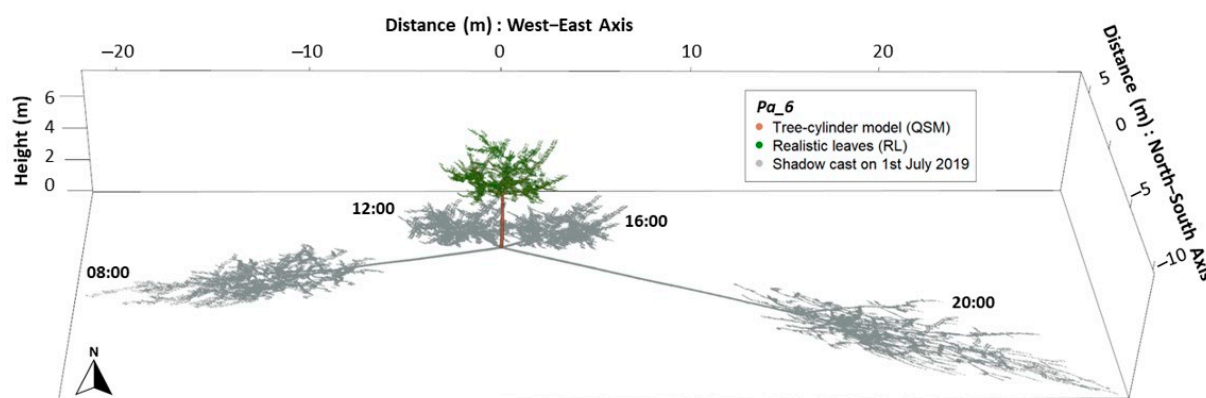 Distance (m) : West–East Axis
–20 –10 0 10 20
Distance (m) : North–South Axis
5
0
–5
–10
Height (m)
6
4
2
0
Pa_6
Tree-cylinder model (QSM)
Realistic leaves (RL)
Shadow cast on 1st July 2019
12:00
16:00
08:00
20:00
N